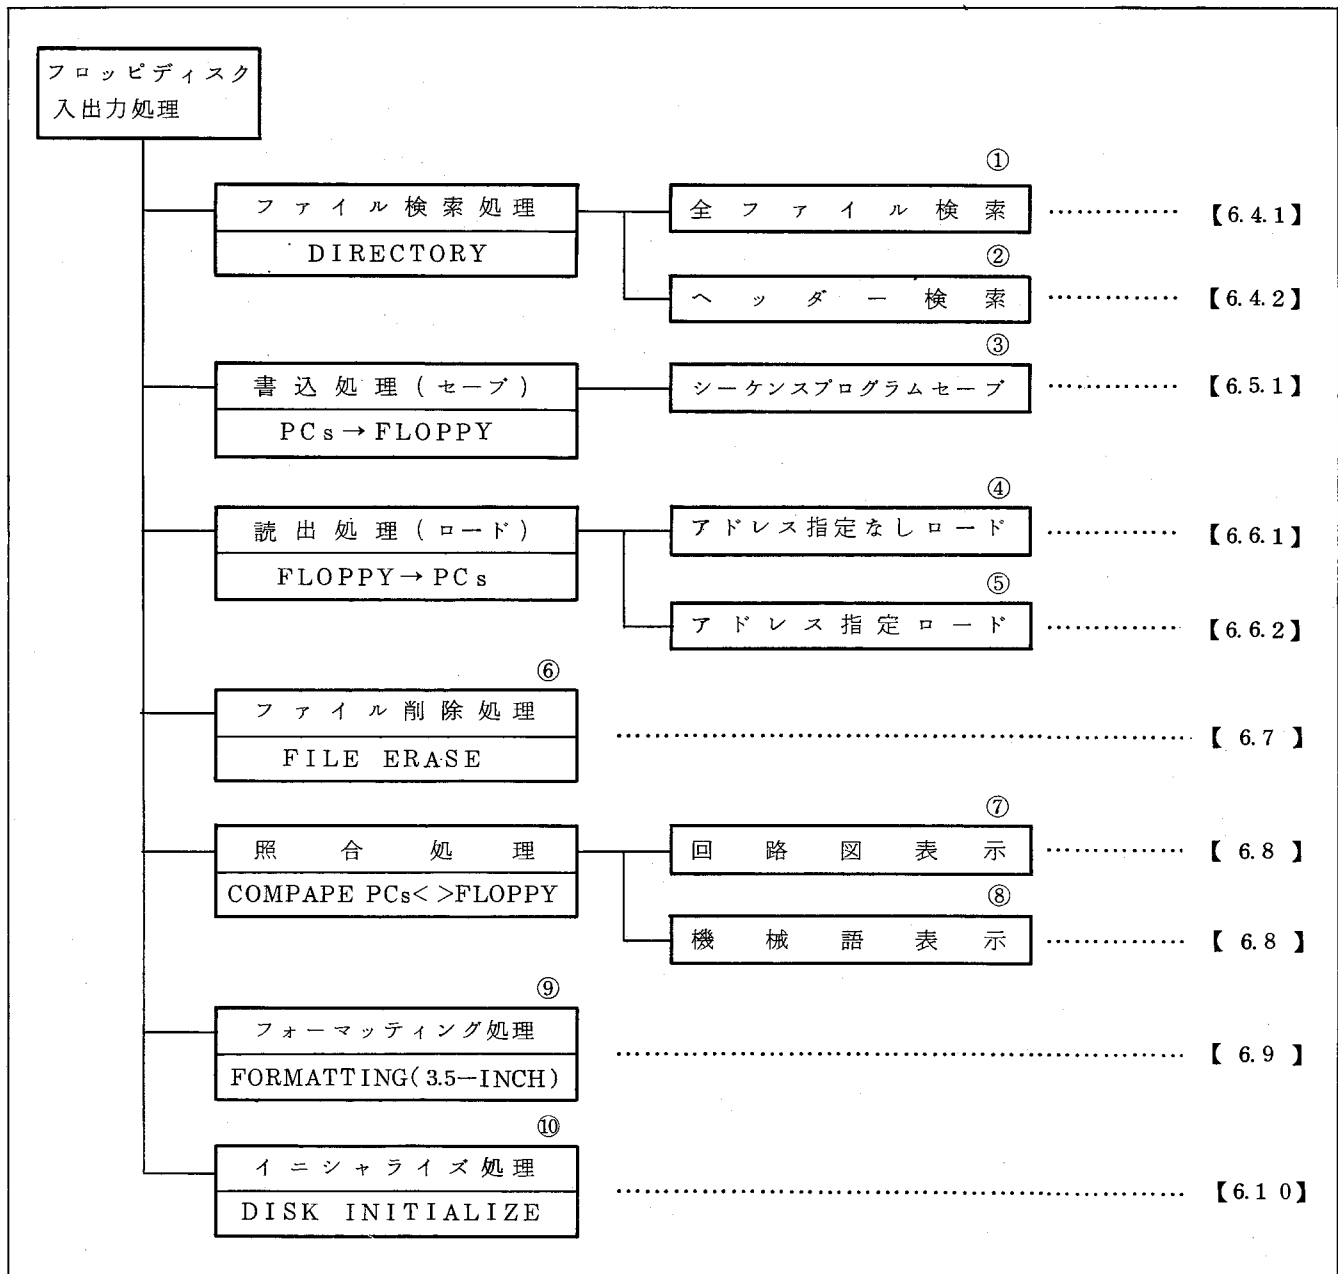 フロッピディスク
入出力処理
①
ファイル検索処理
DIRECTORY
全ファイル検索 …………… 【6.4.1】
②
ヘッダー検索 …………… 【6.4.2】
③
書込処理(セーブ)
PCs→FLOPPY
シーケンスプログラムセーブ …………… 【6.5.1】
④
読出処理(ロード)
FLOPPY→PCs
アドレス指定なしロード …………… 【6.6.1】
⑤
アドレス指定ロード …………… 【6.6.2】
⑥
ファイル削除処理
FILE ERASE
…………… 【6.7】
⑦
照合処理
COMPAPE PCs<>FLOPPY
回路図表示 …………… 【6.8】
⑧
機械語表示 …………… 【6.8】
⑨
フォーマッティング処理
FORMATTING(3.5-INCH)
…………… 【6.9】
⑩
イニシャライズ処理
DISK INITIALIZE
…………… 【6.10】